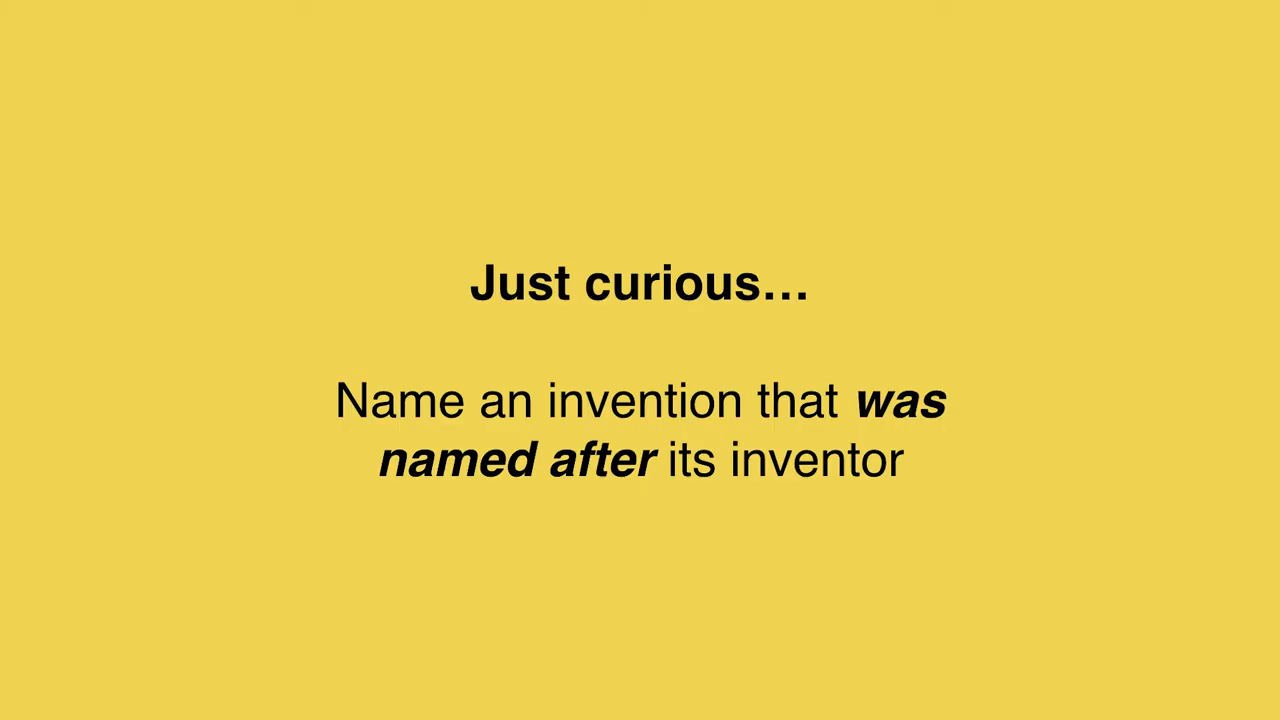 Just curious…
Name an invention that was
named after its inventor